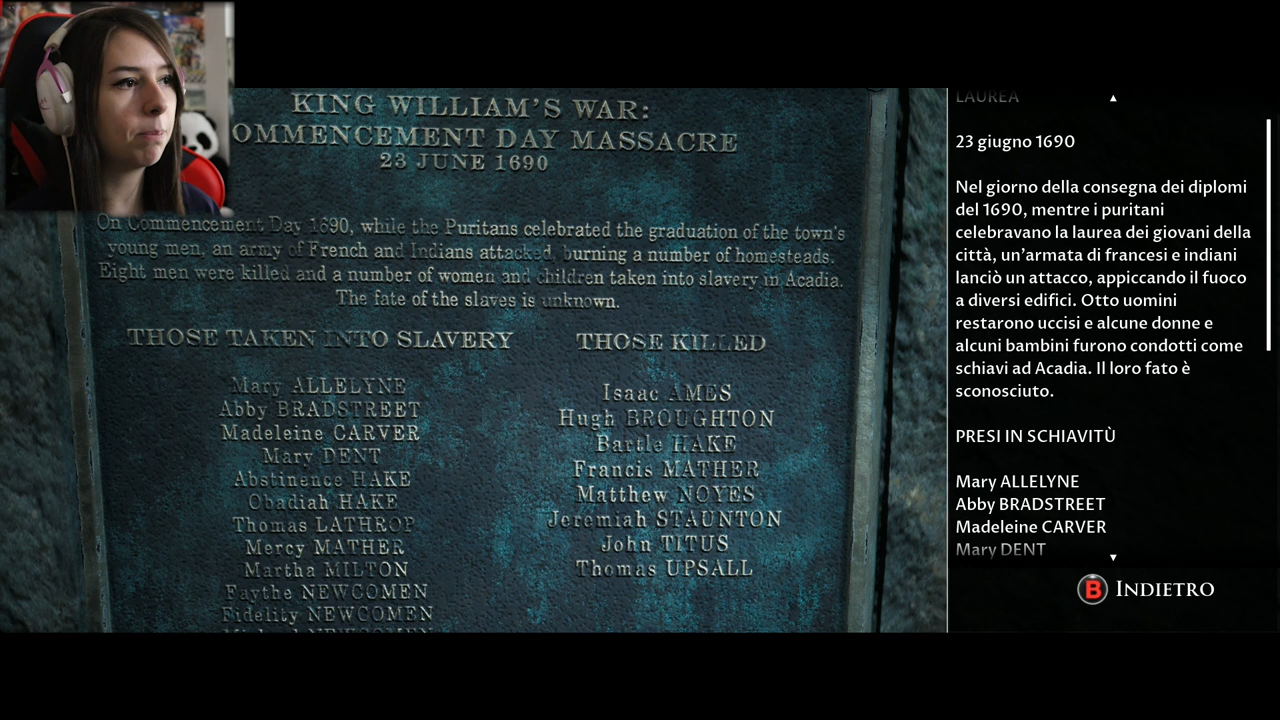 KING WILLIAM'S WAR:
OMMENCEMENT DAY MASSACRE
23 JUNE 1690
On Commencement Day 1690, while the Puritans celebrated the graduation of the town's
young men, an army of French and Indians attacked, burning a number of homesteads.
Eight men were killed and a number of women and children taken into slavery in Acadia.
The fate of the slaves is unknown.
THOSE TAKEN INTO SLAVERY
Mary ALLELYNE
Abby BRADSTREET
Madeleine CARVER
Mary DENT
Abstinence HAKE
Obadiah HAKE
Thomas LATHROP
Mercy MATHER
Martha MILTON
Faythe NEWCOMEN
Fidelity NEWCOMEN
THOSE KILLED
Isaac AMES
Hugh BROUGHTON
Bartle HAKE
Francis MATHER
Matthew NOYES
Jeremiah STAUNTON
John TITUS
Thomas UPSALL
LAUREA
23 giugno 1690
Nel giorno della consegna dei diplomi
del 1690, mentre i puritani
celebravano la laurea dei giovani della
città, un'armata di francesi e indiani
lanciò un attacco, appiccando il fuoco
a diversi edifici. Otto uomini
restarono uccisi e alcune donne e
alcuni bambini furono condotti come
schiavi ad Acadia. Il loro fato è
sconosciuto.
PRESI IN SCHIAVITÙ
Mary ALLELYNE
Abby BRADSTREET
Madeleine CARVER
Mary DENT
B INDIETRO